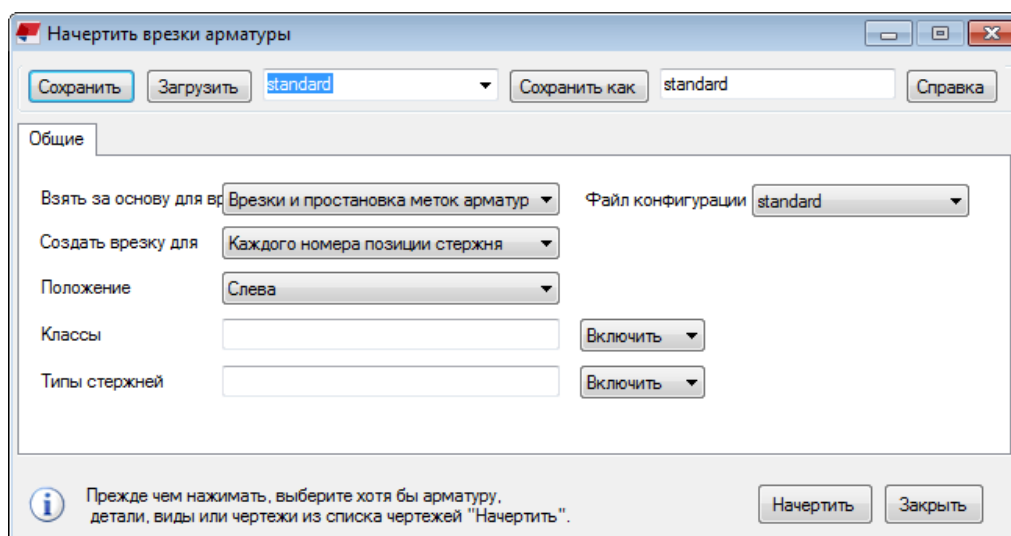 Начертить врезки арматуры
Сохранить Загрузить standard Сохранить как standard Справка
Общие
Взять за основу для вр Врезки и простановка меток арматур Файл конфигурации standard
Создать врезку для Каждого номера позиции стержня
Положение Слева
Классы Включить
Типы стержней Включить
Прежде чем нажимать, выберите хотя бы арматуру,
детали, виды или чертежи из списка чертежей "Начертить".
Начертить Закрыть